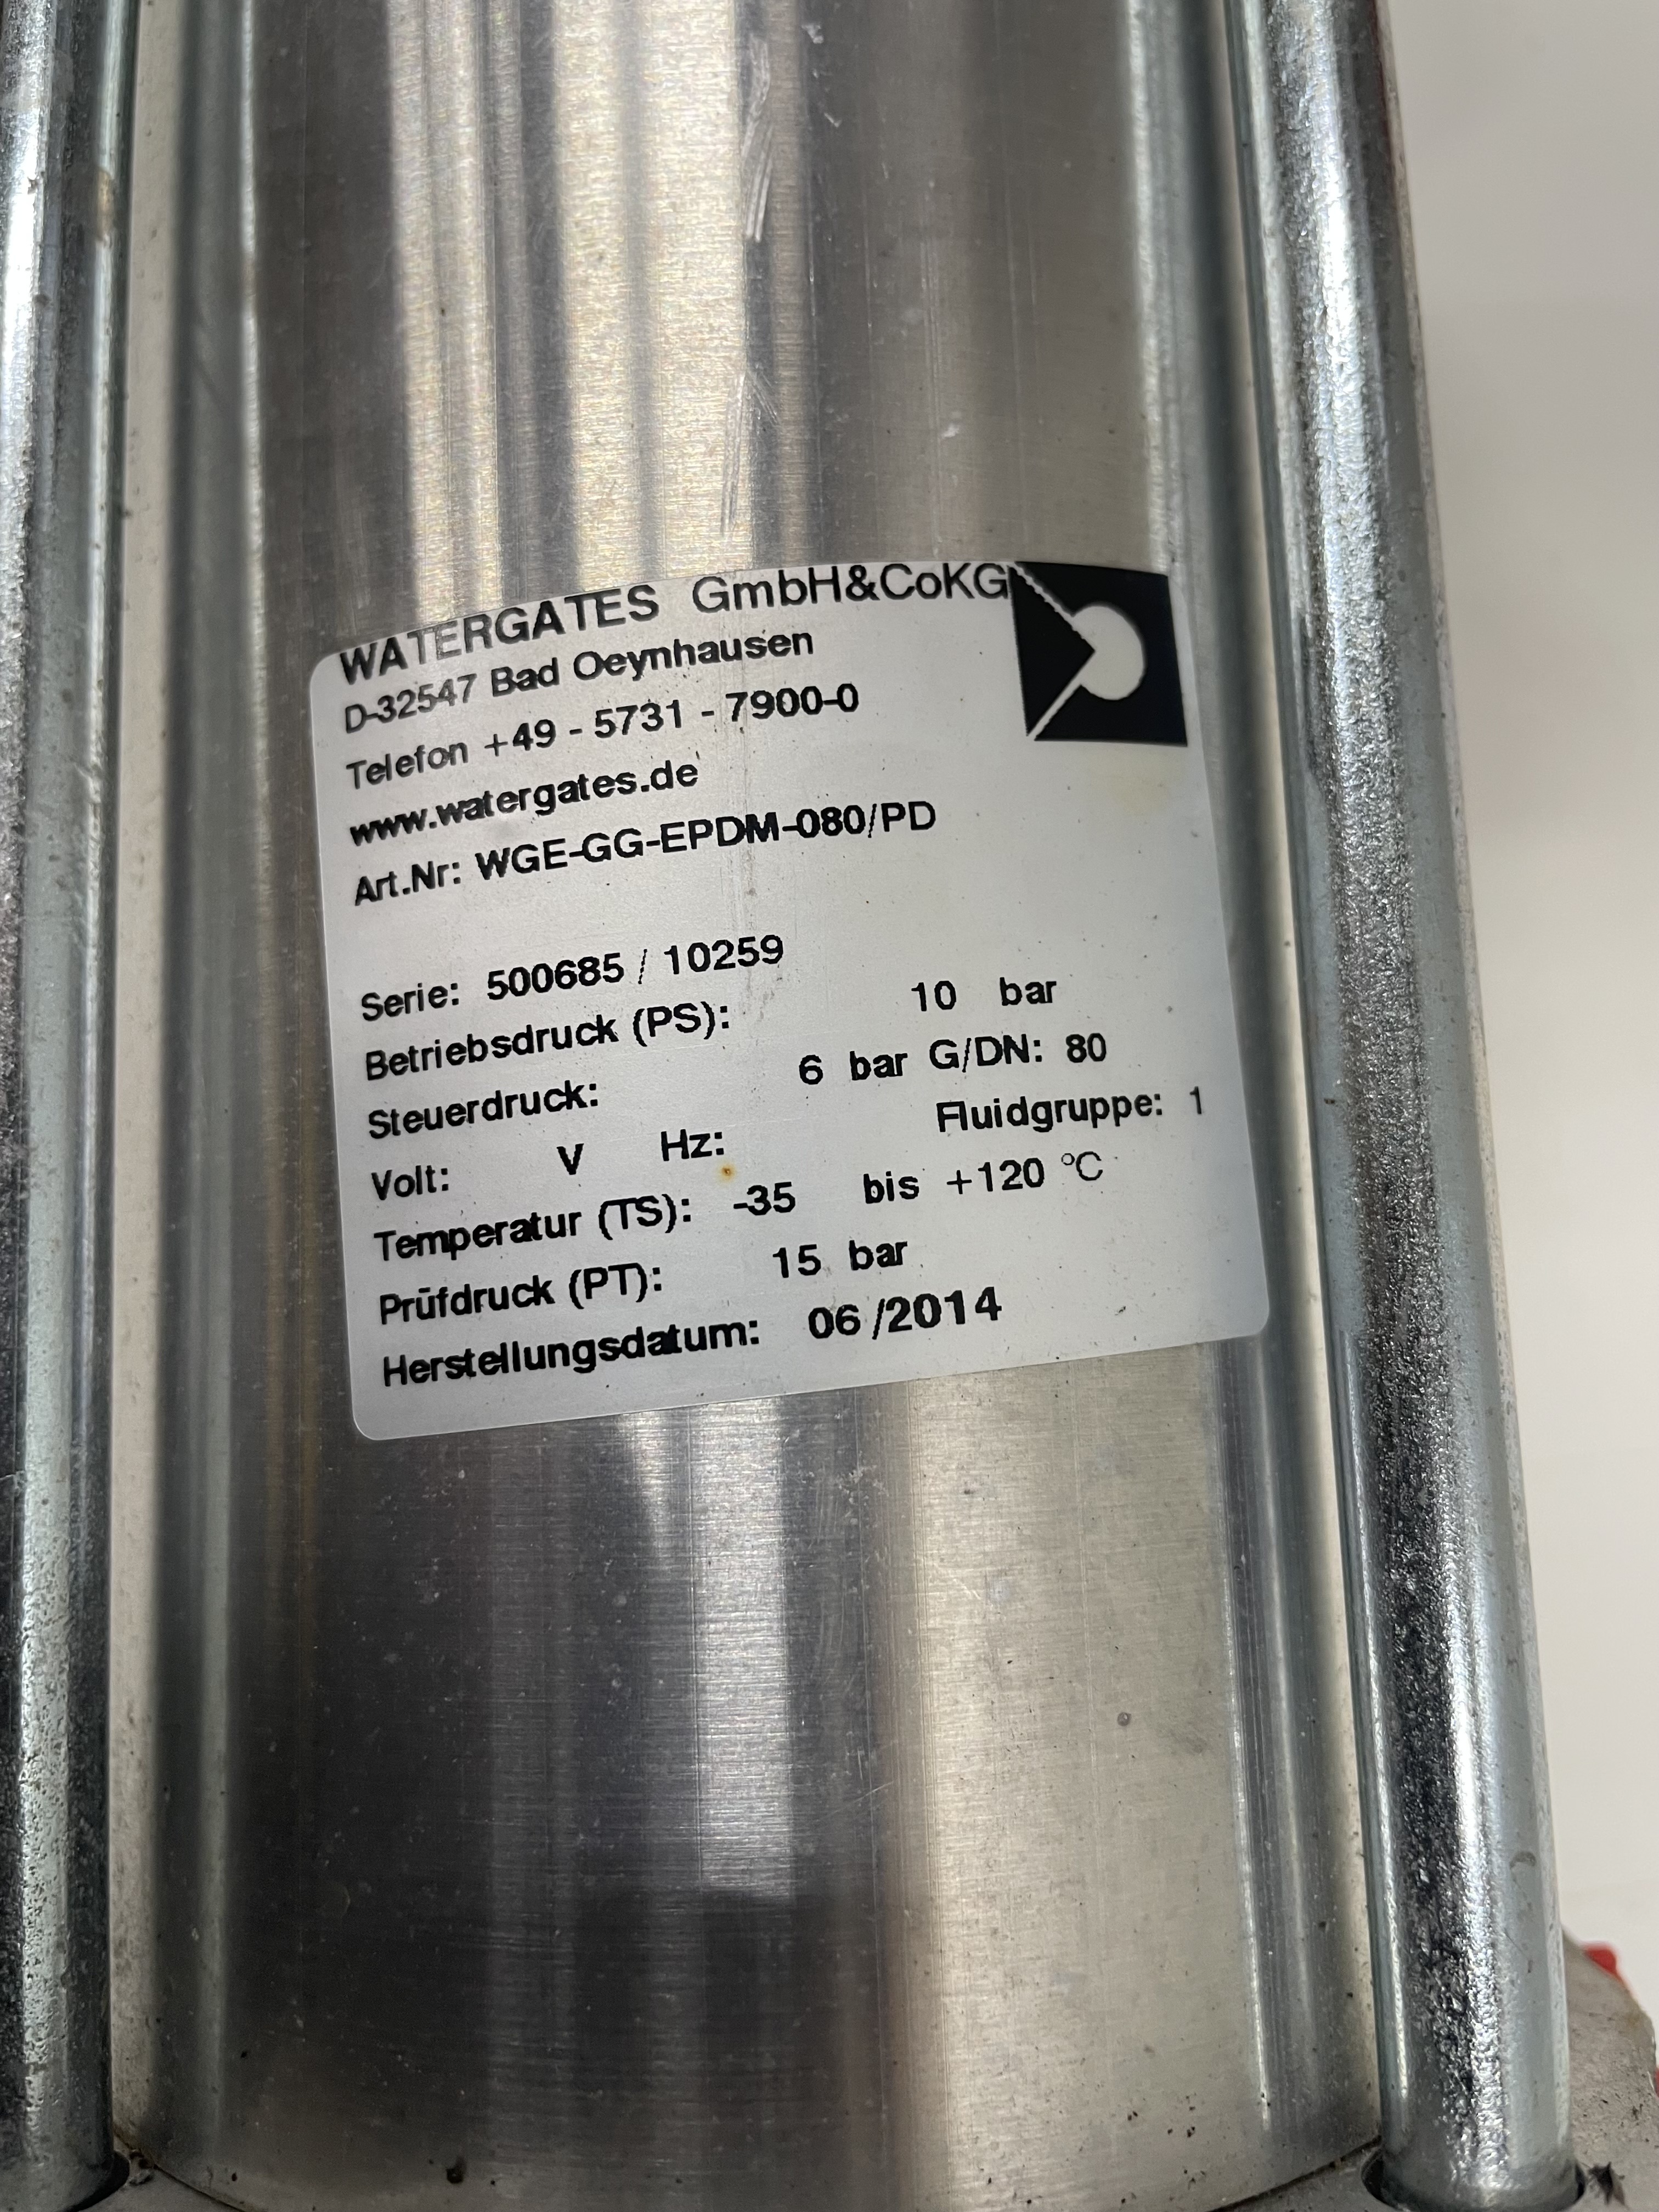 WATERGATES GmbH&CoKG
D-32547 Bad Oeynhausen
Telefon +49 - 5731 - 7900-0
www.watergates.de
Art.Nr: WGE-GG-EPDM-080/PD
Serie: 500685 / 10259
Betriebsdruck (PS): 10 bar
Steuerdruck: 6 bar G/DN: 80
Volt: V Hz: Fluidgruppe: 1
Temperatur (TS): -35 bis +120 °C
Prüfdruck (PT): 15 bar
Herstellungsdatum: 06 /2014